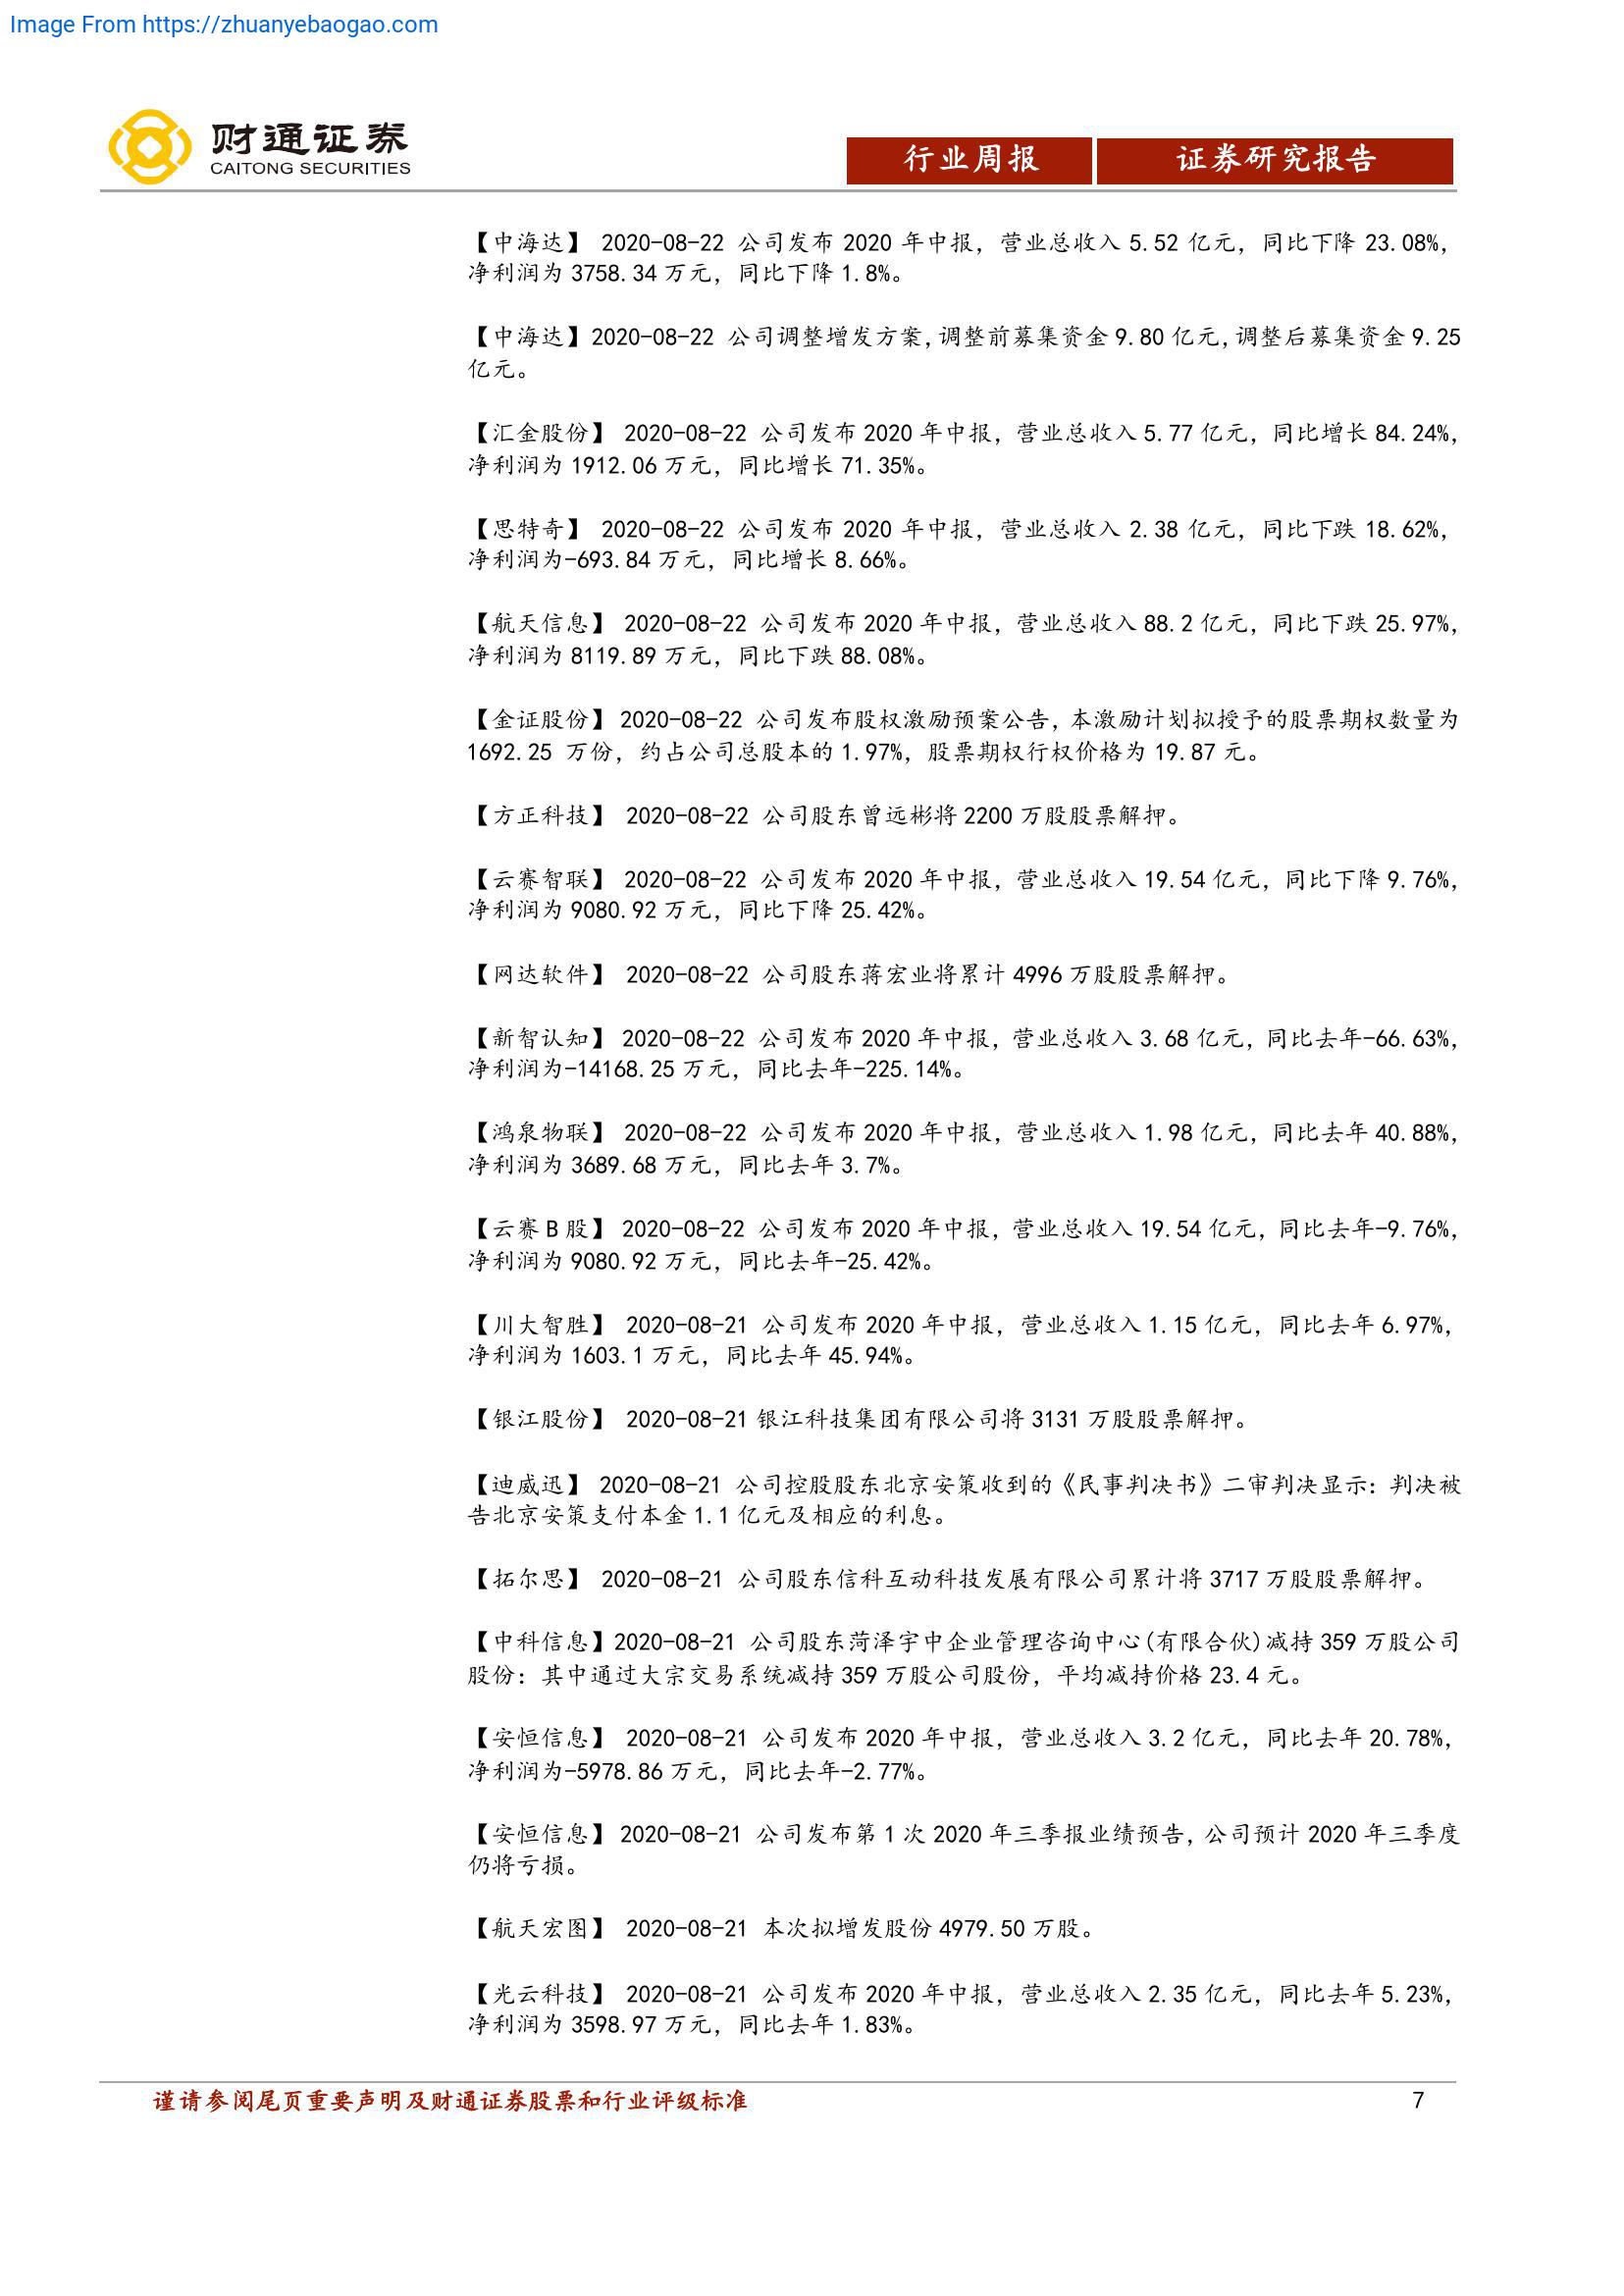 Image From https://zhuanyebaogao.com
财通证券
CAITONG SECURITIES
行业周报
证券研究报告
【中海达】 2020-08-22 公司发布 2020 年中报，营业总收入 5.52 亿元，同比下降 23.08%，
净利润为 3758.34 万元，同比下降 1.8%。
【中海达】2020-08-22 公司调整增发方案,调整前募集资金 9.80 亿元,调整后募集资金 9.25
亿元。
【汇金股份】 2020-08-22 公司发布 2020 年中报，营业总收入 5.77 亿元，同比增长 84.24%，
净利润为 1912.06 万元，同比增长 71.35%。
【思特奇】 2020-08-22 公司发布 2020 年中报，营业总收入 2.38 亿元，同比下跌 18.62%，
净利润为-693.84 万元，同比增长 8.66%。
【航天信息】 2020-08-22 公司发布 2020 年中报，营业总收入 88.2 亿元，同比下跌 25.97%，
净利润为 8119.89 万元，同比下跌 88.08%。
【金证股份】2020-08-22 公司发布股权激励预案公告,本激励计划拟授予的股票期权数量为
1692.25 万份，约占公司总股本的 1.97%，股票期权行权价格为 19.87 元。
【方正科技】 2020-08-22 公司股东曾远彬将 2200 万股股票解押。
【云赛智联】 2020-08-22 公司发布 2020 年中报，营业总收入 19.54 亿元，同比下降 9.76%，
净利润为 9080.92 万元，同比下降 25.42%。
【网达软件】 2020-08-22 公司股东蒋宏业将累计 4996 万股股票解押。
【新智认知】 2020-08-22 公司发布 2020 年中报，营业总收入 3.68 亿元，同比去年-66.63%，
净利润为-14168.25 万元，同比去年-225.14%。
【鸿泉物联】 2020-08-22 公司发布 2020 年中报，营业总收入 1.98 亿元，同比去年 40.88%，
净利润为 3689.68 万元，同比去年 3.7%。
【云赛 B 股】 2020-08-22 公司发布 2020 年中报，营业总收入 19.54 亿元，同比去年-9.76%，
净利润为 9080.92 万元，同比去年-25.42%。
【川大智胜】 2020-08-21 公司发布 2020 年中报，营业总收入 1.15 亿元，同比去年 6.97%，
净利润为 1603.1 万元，同比去年 45.94%。
【银江股份】 2020-08-21 银江科技集团有限公司将 3131 万股股票解押。
【迪威迅】 2020-08-21 公司控股股东北京安策收到的《民事判决书》二审判决显示：判决被
告北京安策支付本金 1.1 亿元及相应的利息。
【拓尔思】 2020-08-21 公司股东信科互动科技发展有限公司累计将 3717 万股股票解押。
【中科信息】2020-08-21 公司股东菏泽宇中企业管理咨询中心(有限合伙)减持 359 万股公司
股份：其中通过大宗交易系统减持 359 万股公司股份，平均减持价格 23.4 元。
【安恒信息】 2020-08-21 公司发布 2020 年中报，营业总收入 3.2 亿元，同比去年 20.78%，
净利润为-5978.86 万元，同比去年-2.77%。
【安恒信息】2020-08-21 公司发布第 1 次 2020 年三季报业绩预告,公司预计 2020 年三季度
仍将亏损。
【航天宏图】 2020-08-21 本次拟增发股份 4979.50 万股。
【光云科技】 2020-08-21 公司发布 2020 年中报，营业总收入 2.35 亿元，同比去年 5.23%，
净利润为 3598.97 万元，同比去年 1.83%。
谨请参阅尾页重要声明及财通证券股票和行业评级标准
7